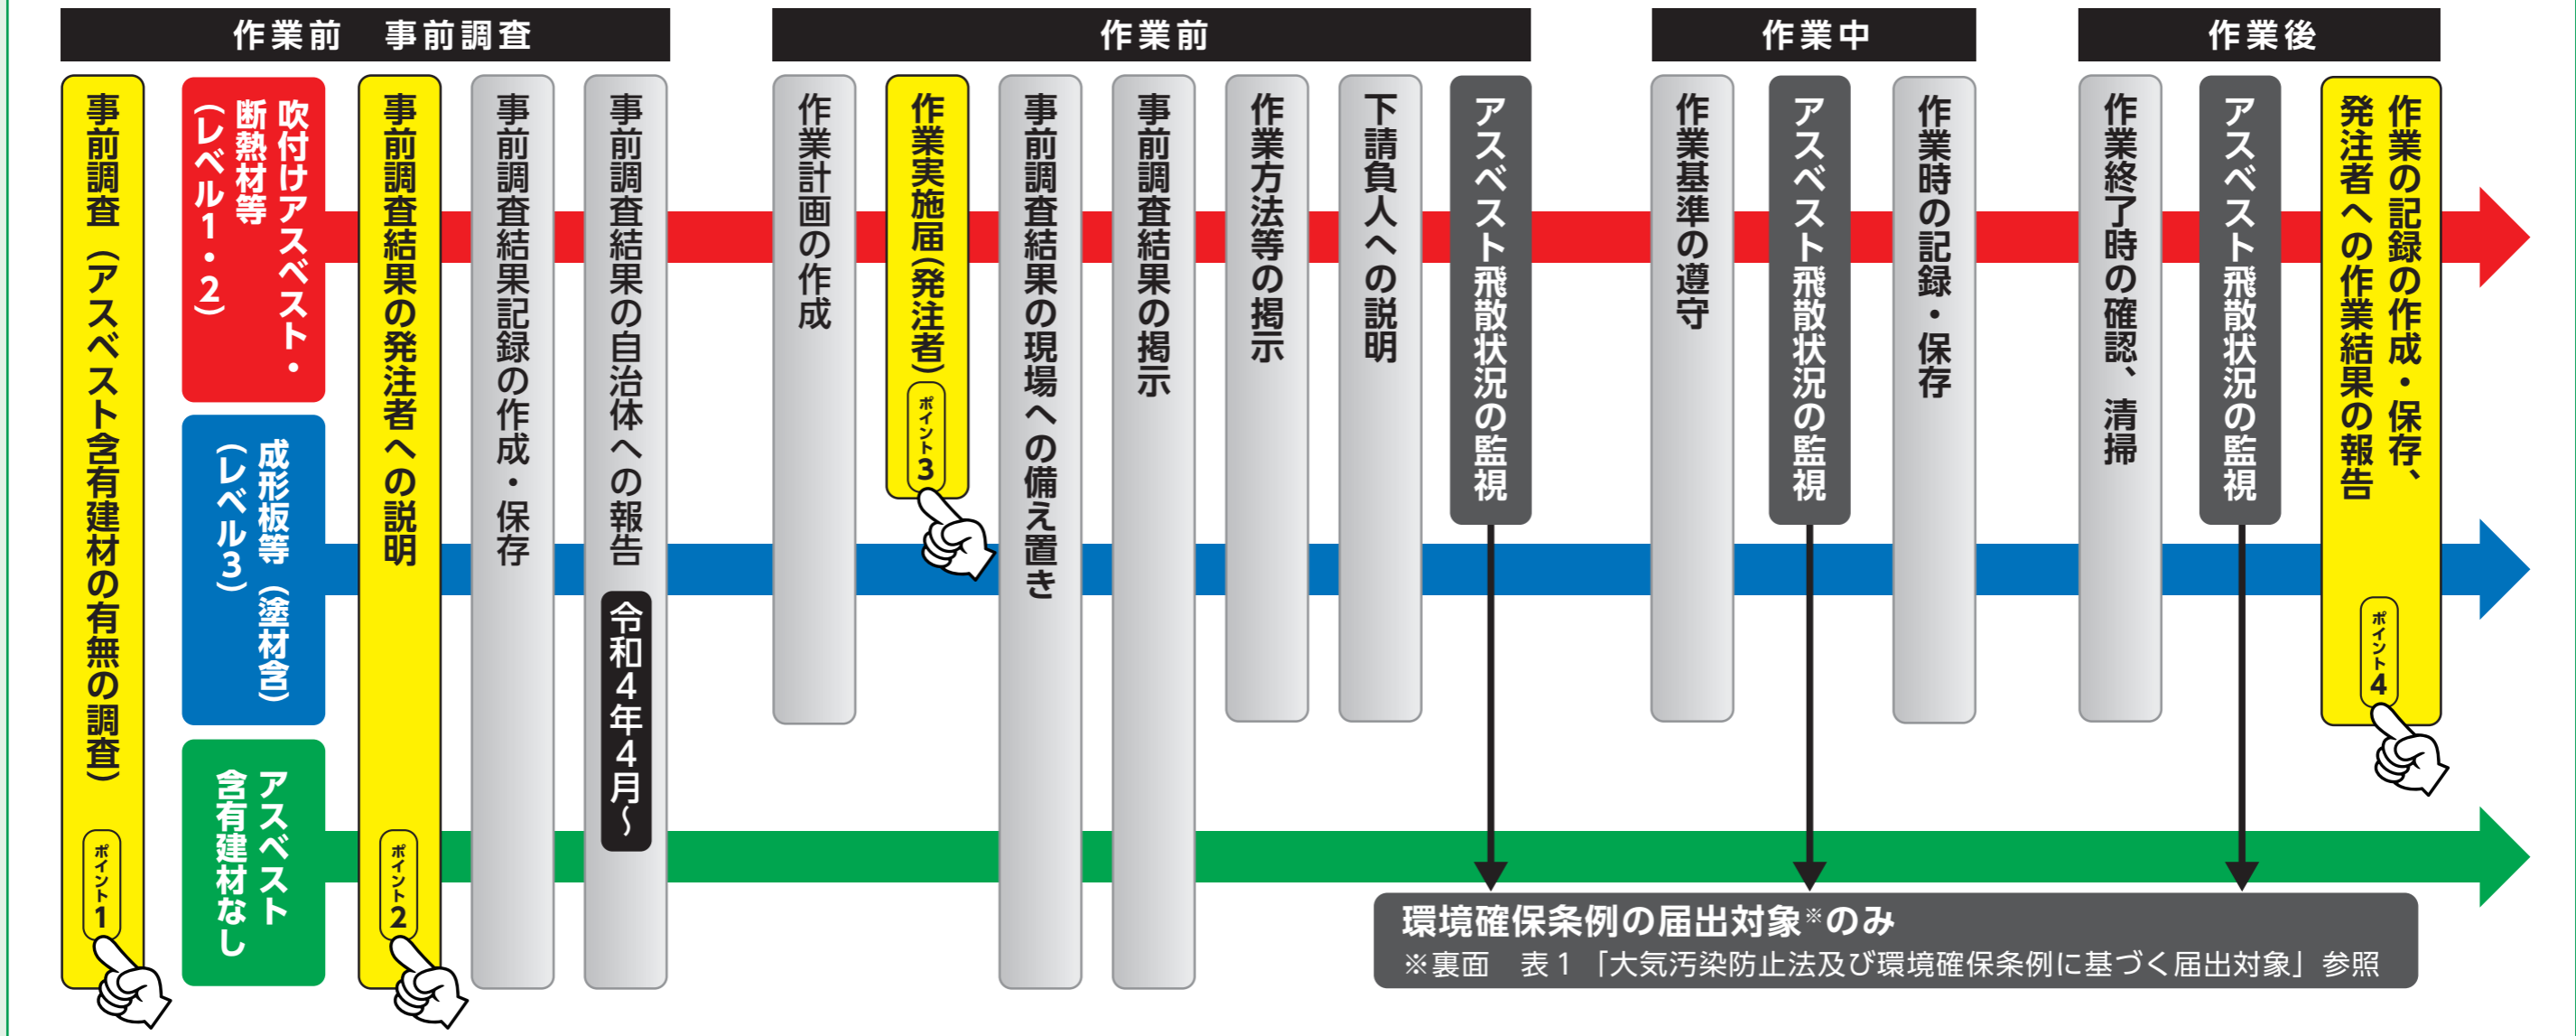 作業前　事前調査
作業前
作業中
作業後
事前調査（アスベスト含有建材の有無の調査）
ポイント1
吹付けアスベスト・
断熱材等
（レベル1・2）
成形板等（塗材含）
（レベル3）
アスベスト
含有建材なし
事前調査結果の発注者への説明
ポイント2
事前調査結果記録の作成・保存
事前調査結果の自治体への報告
令和4年4月～
作業計画の作成
作業実施届（発注者）
ポイント3
事前調査結果の現場への備え置き
事前調査結果の掲示
作業方法等の掲示
下請負人への説明
アスベスト飛散状況の監視
作業基準の遵守
アスベスト飛散状況の監視
作業時の記録・保存
作業終了時の確認、清掃
アスベスト飛散状況の監視
作業の記録の作成・保存、
発注者への作業結果の報告
ポイント4
環境確保条例の届出対象※のみ
※裏面　表1「大気汚染防止法及び環境確保条例に基づく届出対象」参照